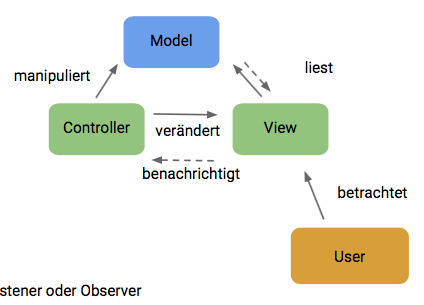 Model
manipuliert
liest
Controller
verändert
View
benachrichtigt
betrachtet
User
stener oder Observer